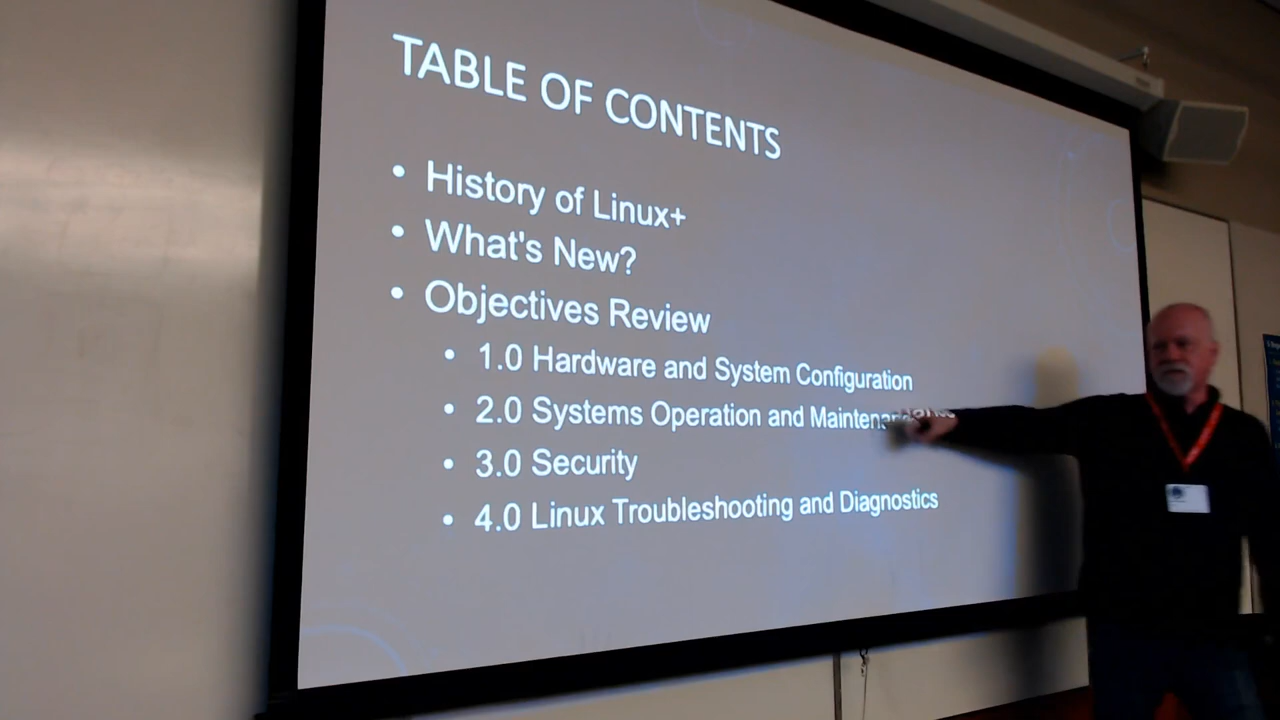 TABLE OF CONTENTS
• History of Linux+
• What's New?
• Objectives Review
• 1.0 Hardware and System Configuration
• 2.0 Systems Operation and Maintenance
• 3.0 Security
• 4.0 Linux Troubleshooting and Diagnostics